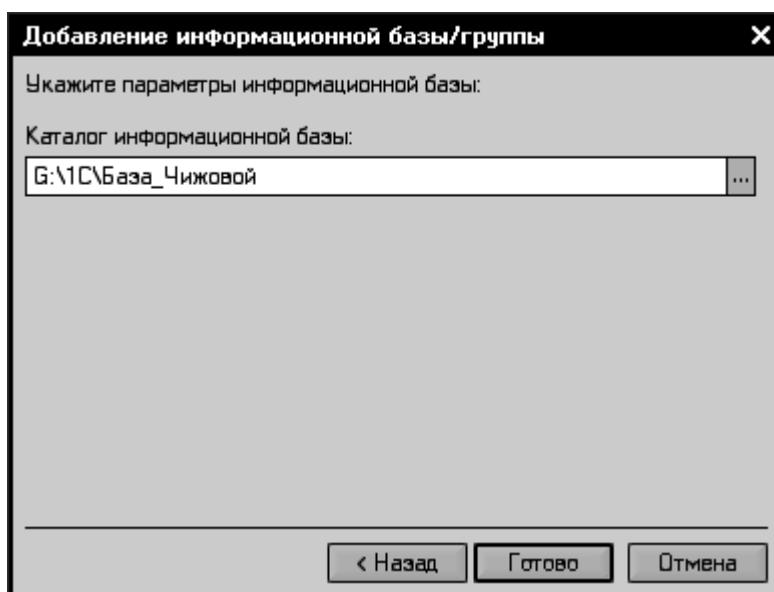 Добавление информационной базы/группы
Укажите параметры информационной базы:
Каталог информационной базы:
G:\1C\База_Чижовой
...
< Назад Готово Отмена